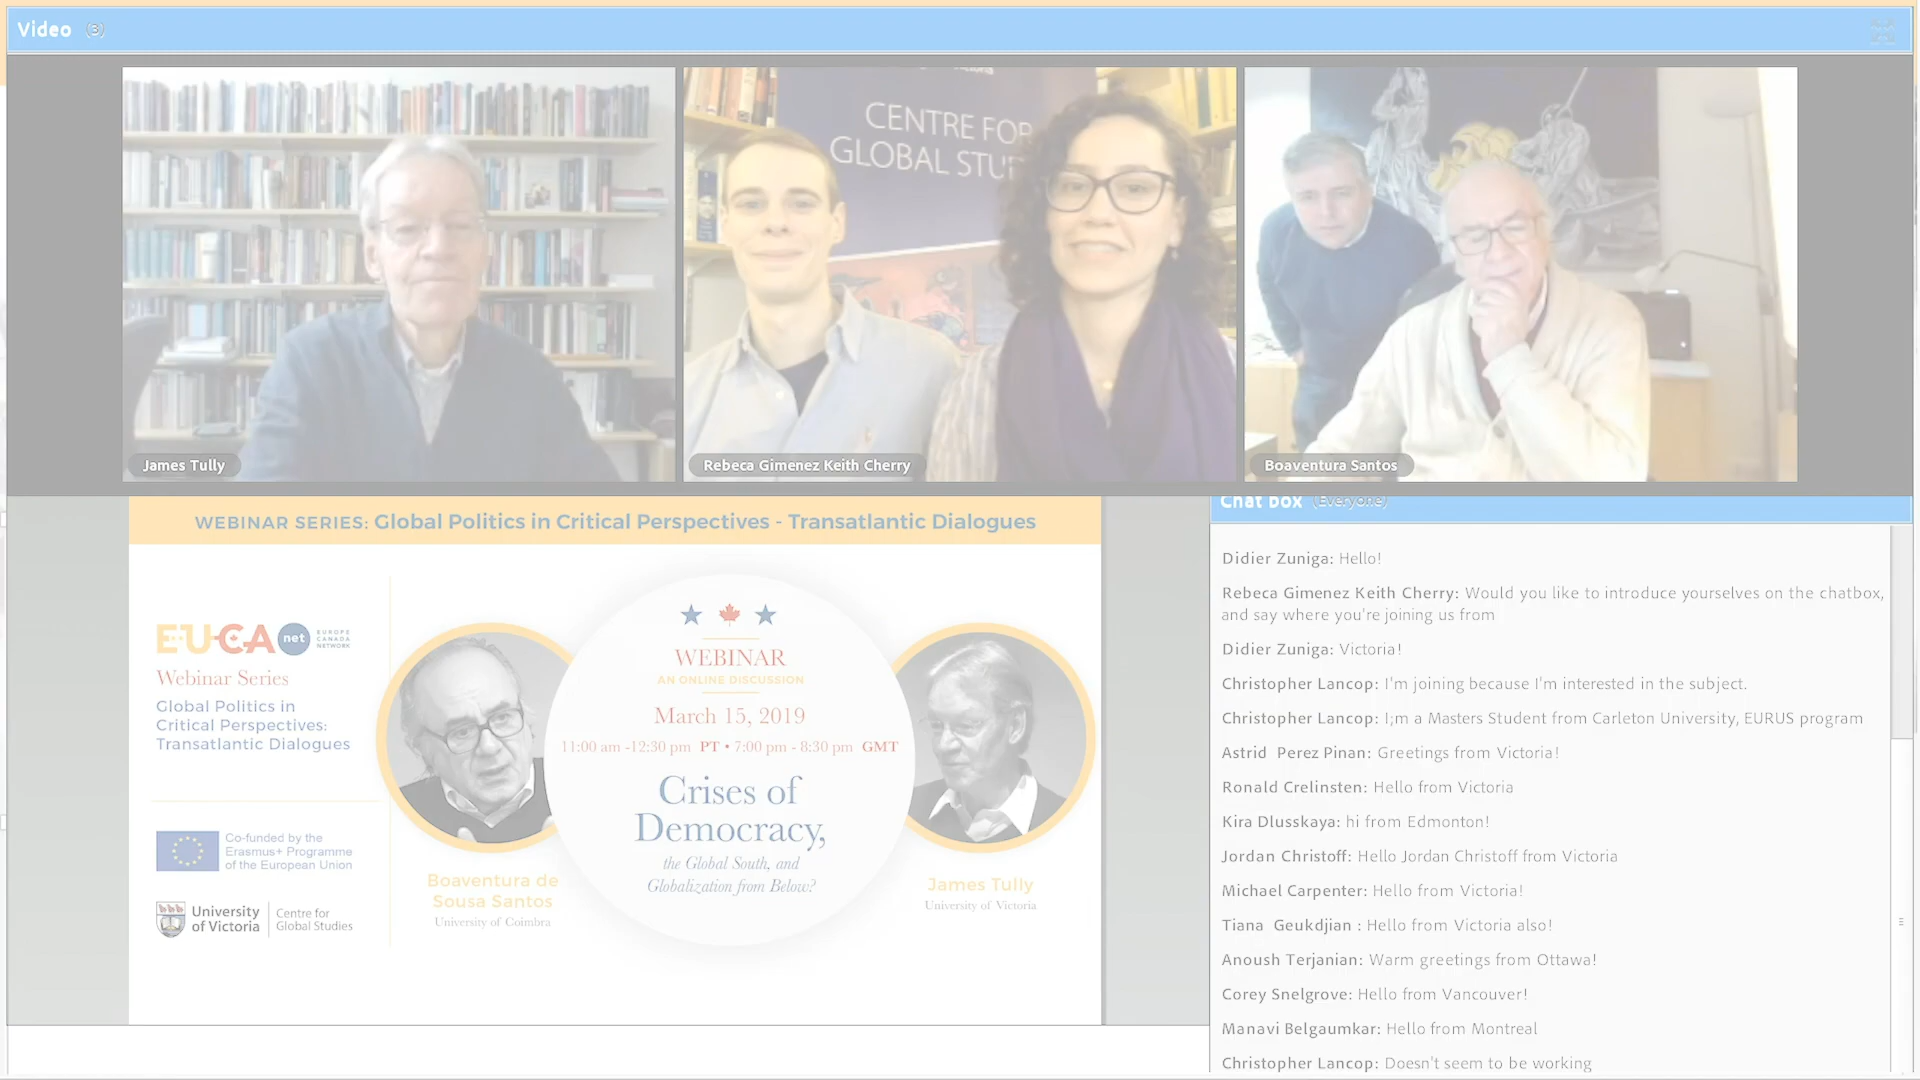 Video (3)
CENTRE FOR
GLOBAL STU
James Tully
Rebeca Gimenez Keith Cherry
Boaventura Santos
WEBINAR SERIES: Global Politics in Critical Perspectives - Transatlantic Dialogues
EUCAnet
EUROPE
CANADA
NETWORK
Webinar Series
Global Politics in
Critical Perspectives:
Transatlantic Dialogues
Co-funded by the
Erasmus+ Programme
of the European Union
University
of Victoria
Centre for
Global Studies
WEBINAR
AN ONLINE DISCUSSION
March 15, 2019
11:00 am -12:30 pm PT • 7:00 pm - 8:30 pm GMT
Crises of
Democracy,
the Global South, and
Globalization from Below?
Boaventura de
Sousa Santos
University of Coimbra
James Tully
University of Victoria
Chat box (Everyone)
Didier Zuniga: Hello!
Rebeca Gimenez Keith Cherry: Would you like to introduce yourselves on the chatbox,
and say where you're joining us from
Didier Zuniga: Victoria!
Christopher Lancop: I'm joining because I'm interested in the subject.
Christopher Lancop: I;m a Masters Student from Carleton University, EURUS program
Astrid Perez Pinan: Greetings from Victoria!
Ronald Crelinsten: Hello from Victoria
Kira Dlusskaya: hi from Edmonton!
Jordan Christoff: Hello Jordan Christoff from Victoria
Michael Carpenter: Hello from Victoria!
Tiana Geukdjian : Hello from Victoria also!
Anoush Terjanian: Warm greetings from Ottawa!
Corey Snelgrove: Hello from Vancouver!
Manavi Belgaumkar: Hello from Montreal
Christopher Lancop: Doesn't seem to be working